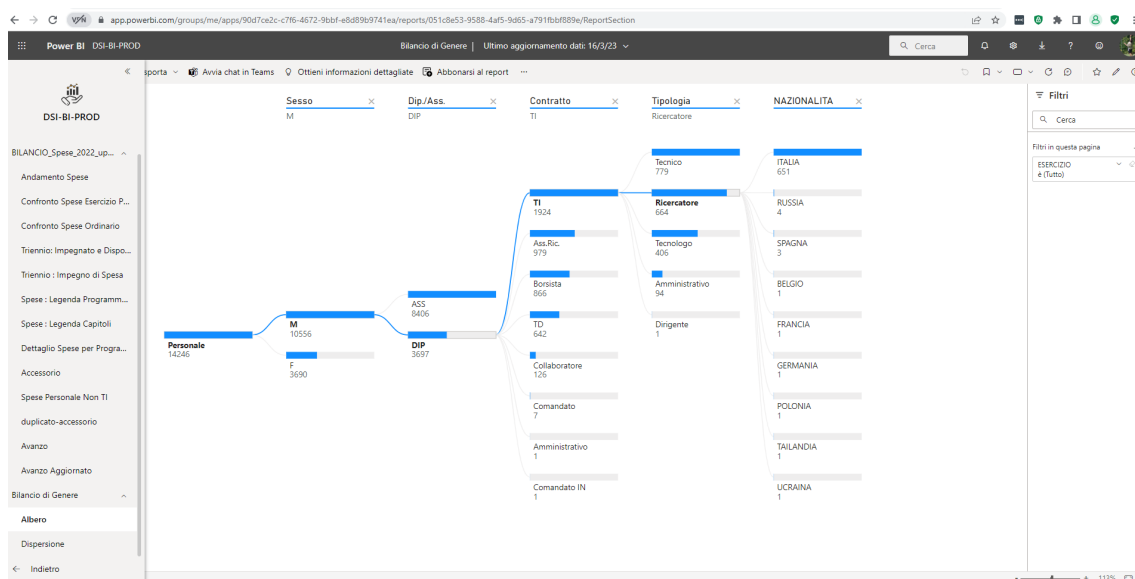 VPN app.powerbi.com/groups/me/apps/90d7ce2c-c7f6-4672-9bbf-e8d89b9741ea/reports/051c8e53-9588-4af5-9d65-a791fbbf889e/ReportSection
Power BI DSI-BI-PROD
Bilancio di Genere | Ultimo aggiornamento dati: 16/3/23
Cerca
sporta
Avvia chat in Teams
Ottieni informazioni dettagliate
Abbonarsi al report
DSI-BI-PROD
BILANCIO_Spese_2022_up...
Andamento Spese
Confronto Spese Esercizio P...
Confronto Spese Ordinario
Triennio: Impegnato e Dispo...
Triennio : Impegno di Spesa
Spese : Legenda Programm...
Spese : Legenda Capitoli
Dettaglio Spese per Progra...
Accessorio
Spese Personale Non TI
duplicato-accessorio
Avanzo
Avanzo Aggiornato
Bilancio di Genere
Albero
Dispersione
Indietro
Sesso
M
Dip./Ass.
DIP
Contratto
TI
Tipologia
Ricercatore
NAZIONALITA
Personale
14246
M
10556
F
3690
ASS
8406
DIP
3697
TI
1924
Ass.Ric.
979
Borsista
866
TD
642
Collaboratore
126
Comandato
7
Amministrativo
1
Comandato IN
1
Tecnico
779
Ricercatore
664
Tecnologo
406
Amministrativo
94
Dirigente
1
ITALIA
651
RUSSIA
4
SPAGNA
3
BELGIO
1
FRANCIA
1
GERMANIA
1
POLONIA
1
TAILANDIA
1
UCRAINA
1
Filtri
Cerca
Filtri in questa pagina
ESERCIZIO
è (Tutto)
113%